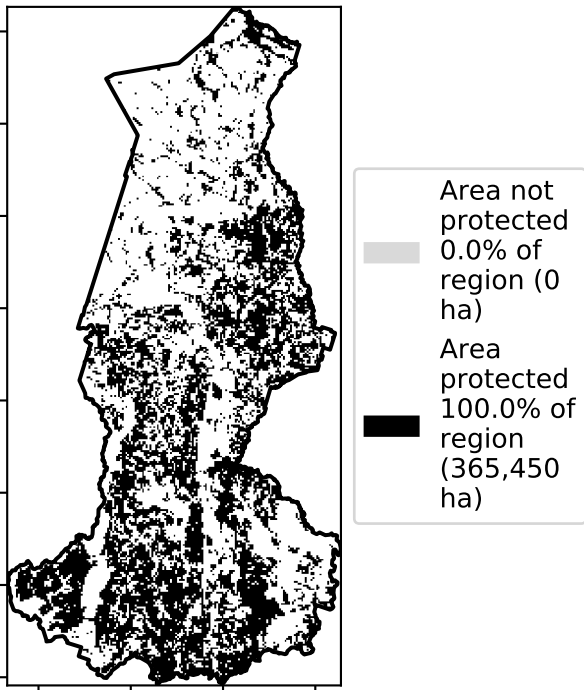 Area not
protected
0.0% of
region (0
ha)
Area
protected
100.0% of
region
(365,450
ha)